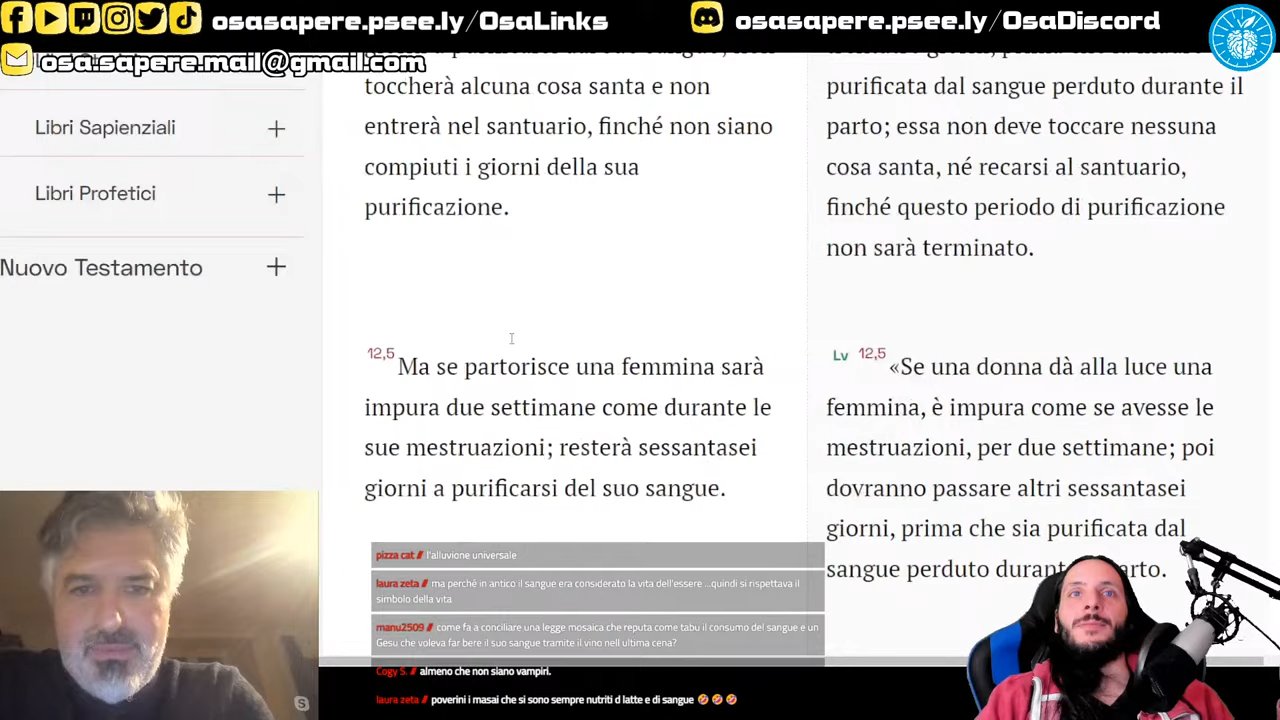 osasapere.psee.ly/OsaLinks
osasapere.psee.ly/OsaDiscord
osa.sapere.mail@gmail.com
Libri Sapienziali
Libri Profetici
Nuovo Testamento
toccherà alcuna cosa santa e non
entrerà nel santuario, finché non siano
compiuti i giorni della sua
purificazione.
12,5 Ma se partorisce una femmina sarà
impura due settimane come durante le
sue mestruazioni; resterà sessantasei
giorni a purificarsi del suo sangue.
purificata dal sangue perduto durante il
parto; essa non deve toccare nessuna
cosa santa, né recarsi al santuario,
finché questo periodo di purificazione
non sarà terminato.
Lv 12,5 «Se una donna dà alla luce una
femmina, è impura come se avesse le
mestruazioni, per due settimane; poi
dovranno passare altri sessantasei
giorni, prima che sia purificata dal
sangue perduto
pizza cat // l'alluvione universale
laura zeta // ma perché in antico il sangue era considerato la vita dell'essere ...quindi si rispettava il
simbolo della vita
manu2509 // come fa a conciliare una legge mosaica che reputa come tabu il consumo del sangue e un
Gesu che voleva far bere il suo sangue tramite il vino nell ultima cena?
Cogy S. // almeno che non siano vampiri.
laura zeta // poverini i masai che si sono sempre nutriti d latte e di sangue 🤣🤣🤣